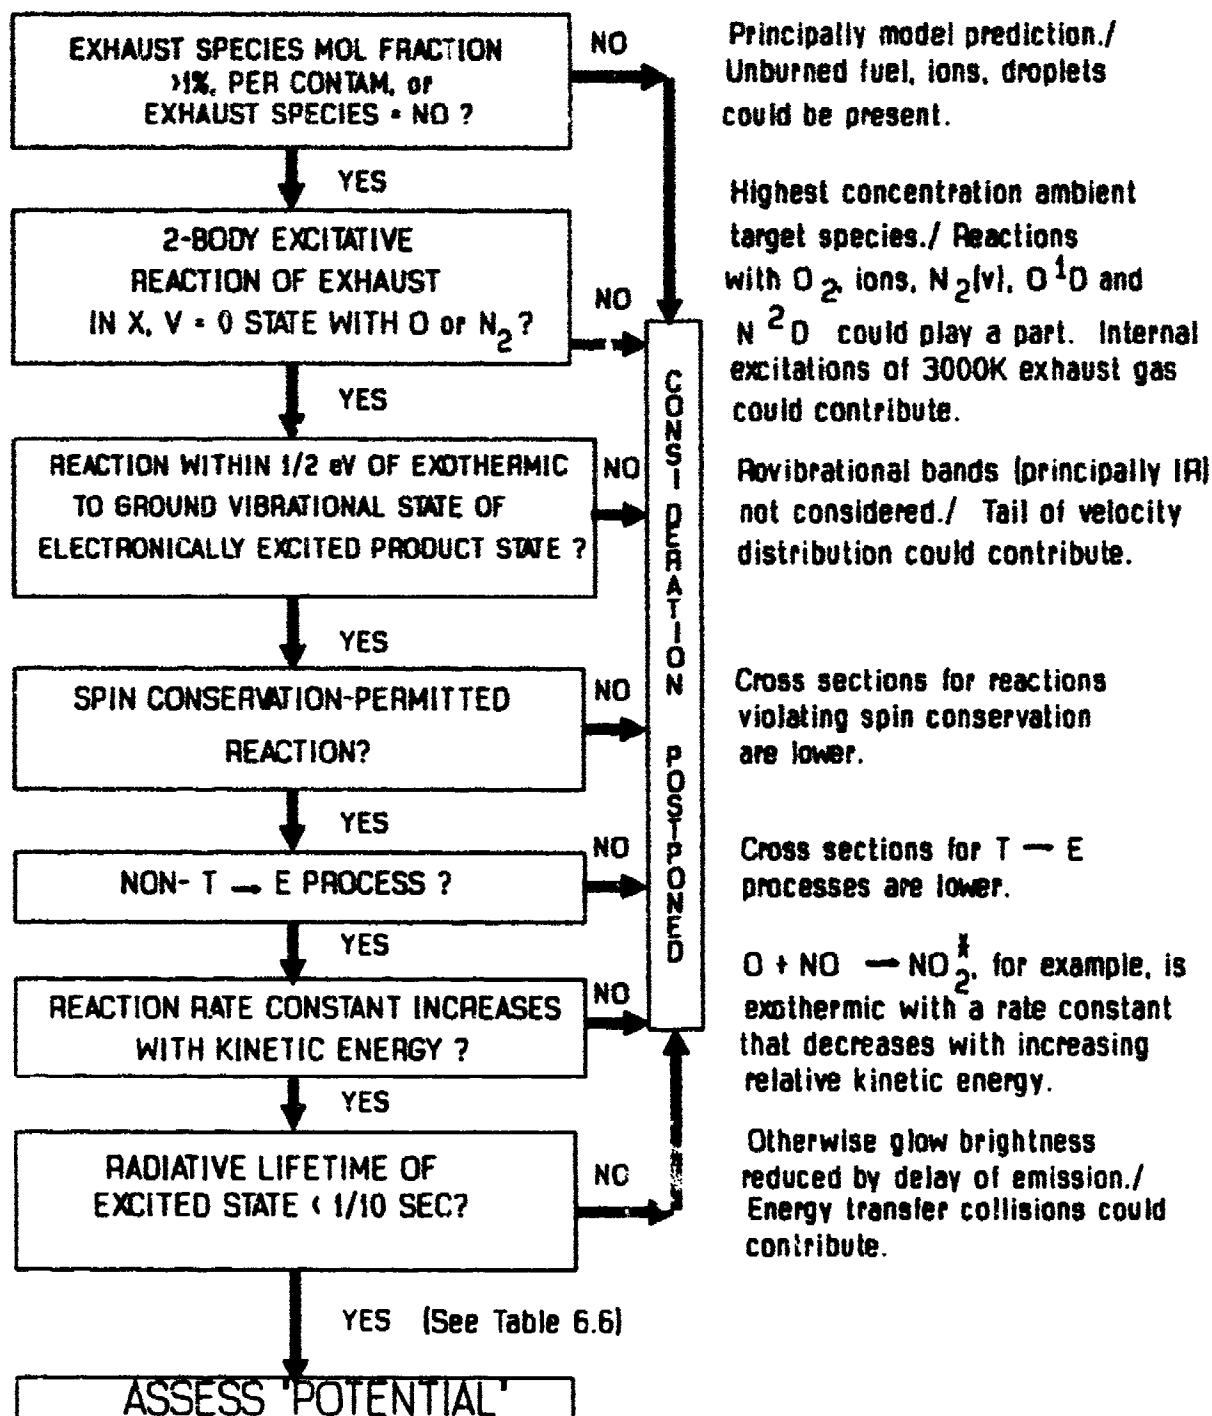 EXHAUST SPECIES MOL FRACTION
>1%, PER CONTAM, or
EXHAUST SPECIES = NO ?
NO
Principally model prediction./
Unburned fuel, ions, droplets
could be present.
YES
2-BODY EXCITATIVE
REACTION OF EXHAUST
IN X, V = 0 STATE WITH O or N2 ?
NO
Highest concentration ambient
target species./ Reactions
with O2, ions, N2(v), O1D and
N 2D could play a part. Internal
excitations of 3000K exhaust gas
could contribute.
YES
REACTION WITHIN 1/2 eV OF EXOTHERMIC
TO GROUND VIBRATIONAL STATE OF
ELECTRONICALLY EXCITED PRODUCT STATE ?
NO
Rovibrational bands (principally IR)
not considered./ Tail of velocity
distribution could contribute.
YES
SPIN CONSERVATION-PERMITTED
REACTION?
NO
Cross sections for reactions
violating spin conservation
are lower.
YES
NON- T → E PROCESS ?
NO
Cross sections for T → E
processes are lower.
YES
REACTION RATE CONSTANT INCREASES
WITH KINETIC ENERGY ?
NO
O + NO → NO2*, for example, is
exothermic with a rate constant
that decreases with increasing
relative kinetic energy.
YES
RADIATIVE LIFETIME OF
EXCITED STATE < 1/10 SEC?
NO
Otherwise glow brightness
reduced by delay of emission./
Energy transfer collisions could
contribute.
CONSIDERATION POSTPONED
YES (See Table 6.6)
ASSESS "POTENTIAL"